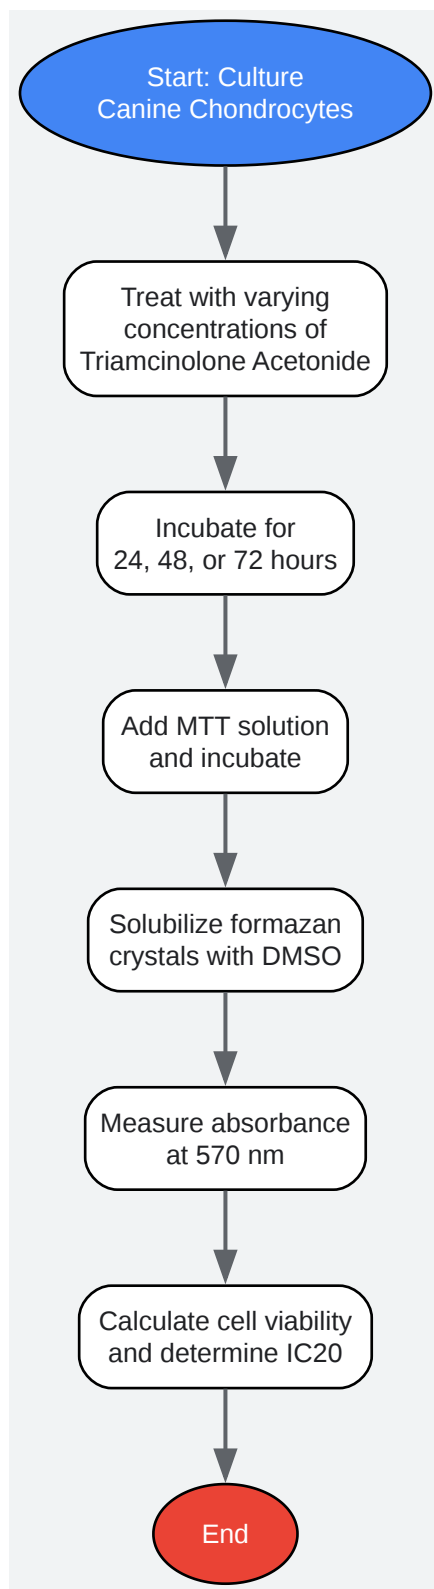 Start: Culture
Canine Chondrocytes
Treat with varying
concentrations of
Triamcinolone Acetonide
Incubate for
24, 48, or 72 hours
Add MTT solution
and incubate
Solubilize formazan
crystals with DMSO
Measure absorbance
at 570 nm
Calculate cell viability
and determine IC20
End